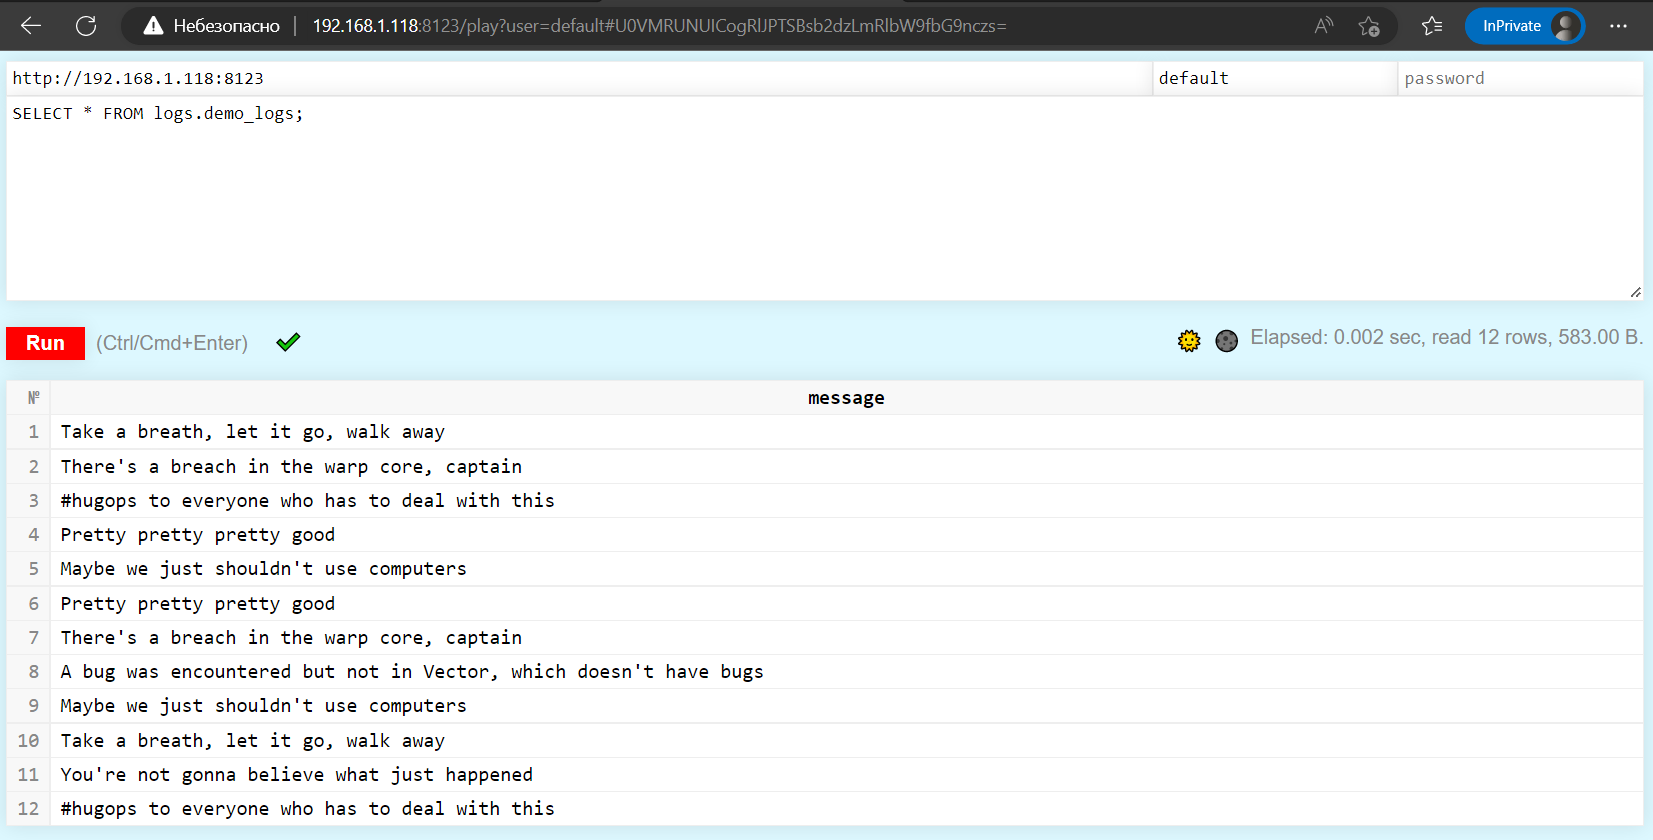 Небезопасно 192.168.1.118:8123/play?user=default#U0VMRUNUICogRlJPTSBsb2dzLmRlbW9fbG9nczs= A InPrivate
http://192.168.1.118:8123 default password
SELECT * FROM logs.demo_logs;
Run (Ctrl/Cmd+Enter) Elapsed: 0.002 sec, read 12 rows, 583.00 B.
№ message
1 Take a breath, let it go, walk away
2 There's a breach in the warp core, captain
3 #hugops to everyone who has to deal with this
4 Pretty pretty pretty good
5 Maybe we just shouldn't use computers
6 Pretty pretty pretty good
7 There's a breach in the warp core, captain
8 A bug was encountered but not in Vector, which doesn't have bugs
9 Maybe we just shouldn't use computers
10 Take a breath, let it go, walk away
11 You're not gonna believe what just happened
12 #hugops to everyone who has to deal with this